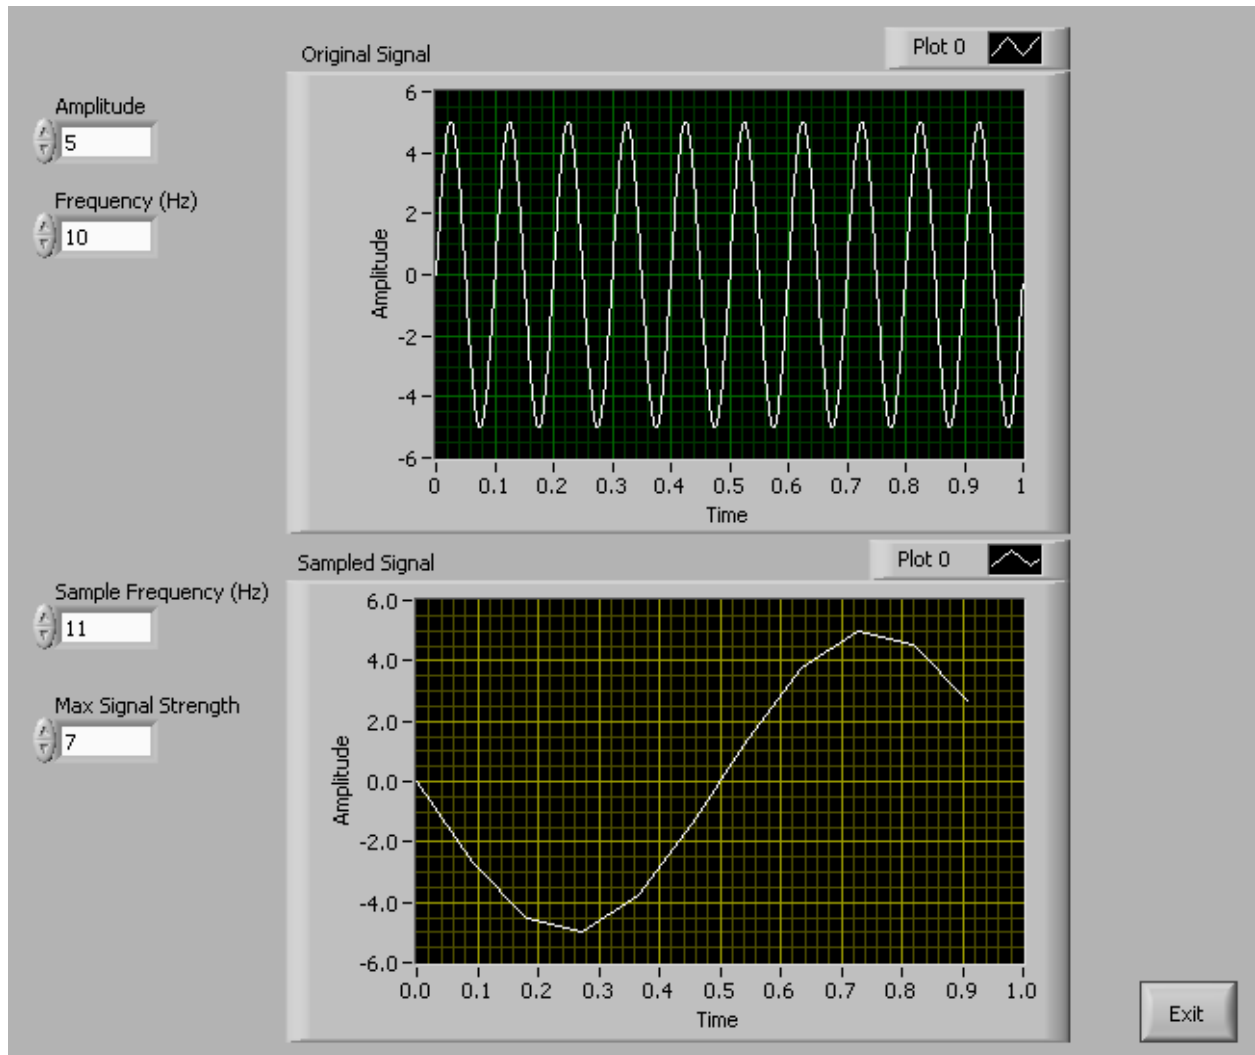 Original Signal
Plot 0
Amplitude
5
Frequency (Hz)
10
6
4
2
0
-2
-4
-6
Amplitude
0 0.1 0.2 0.3 0.4 0.5 0.6 0.7 0.8 0.9 1
Time
Sampled Signal
Plot 0
Sample Frequency (Hz)
11
Max Signal Strength
7
6.0
4.0
2.0
0.0
-2.0
-4.0
-6.0
Amplitude
0.0 0.1 0.2 0.3 0.4 0.5 0.6 0.7 0.8 0.9 1.0
Time
Exit